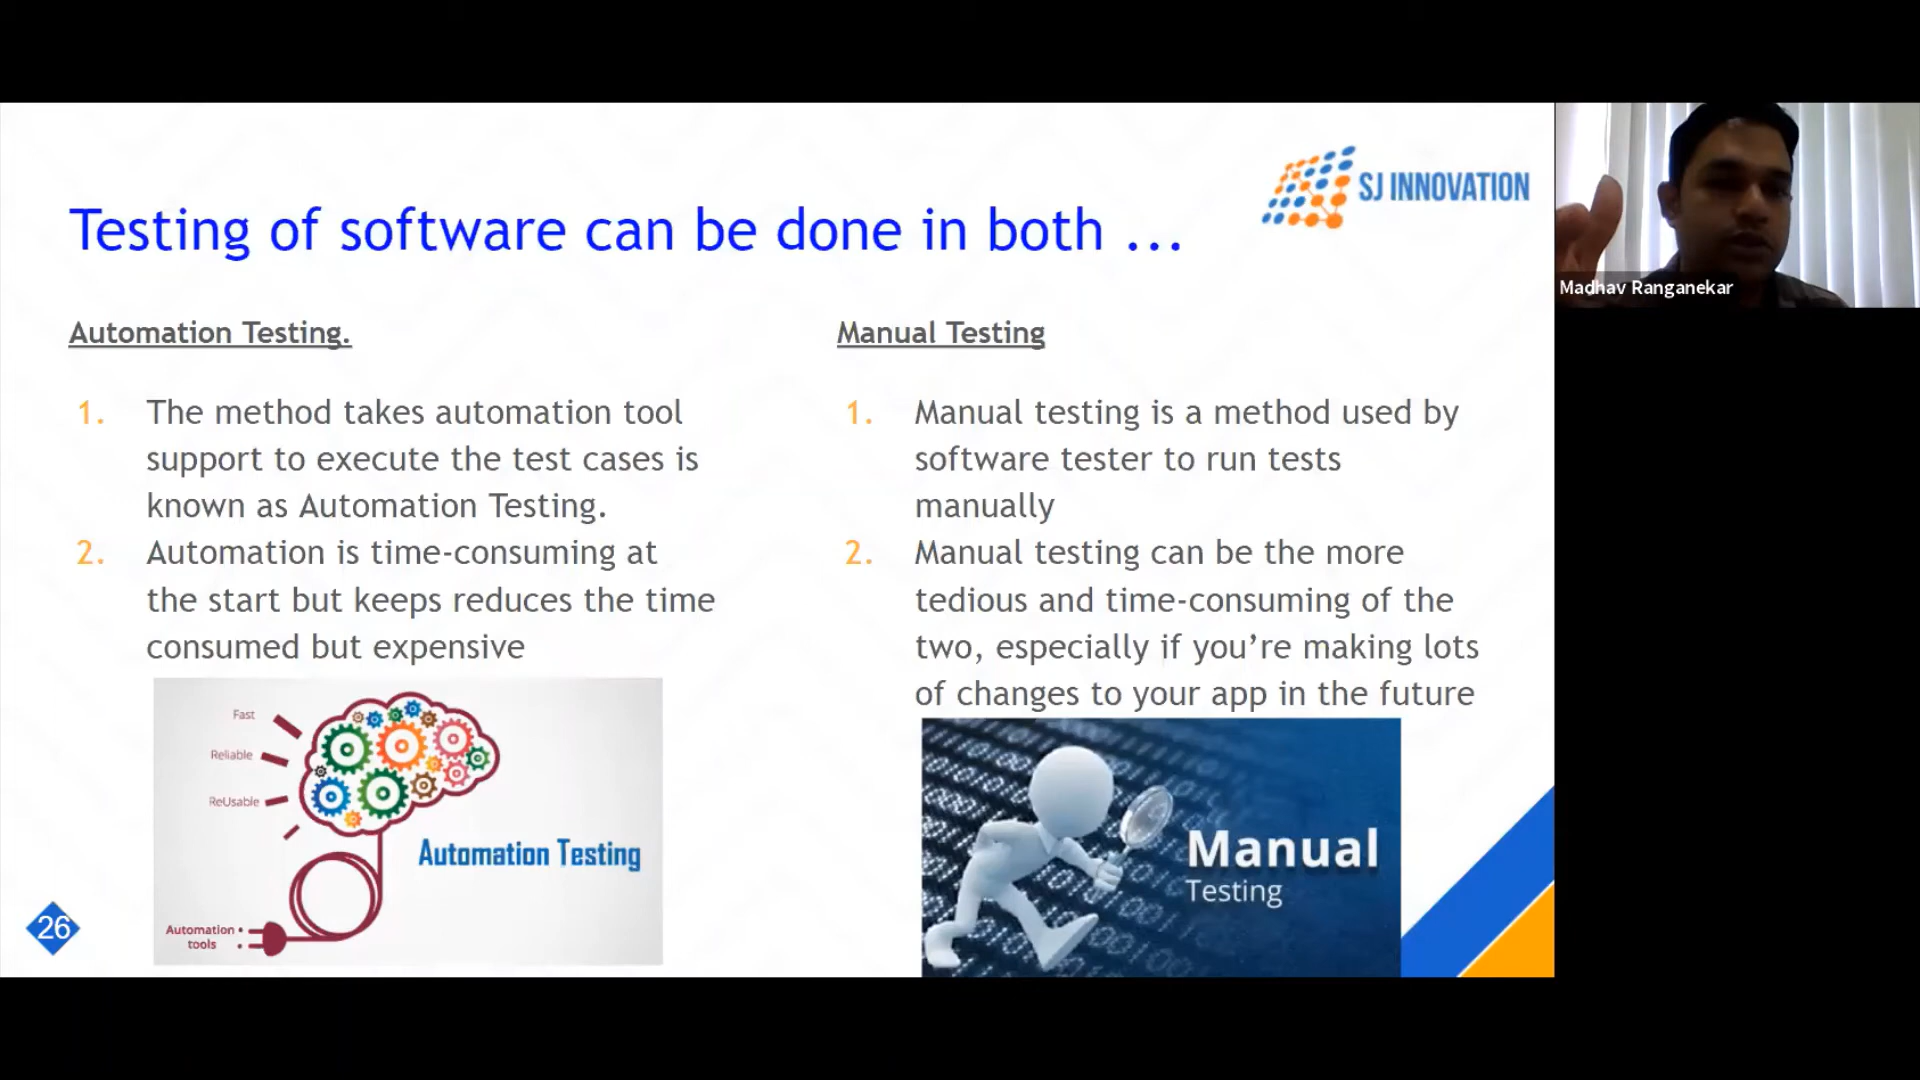 SJ INNOVATION
Testing of software can be done in both ...
Madhav Ranganekar
Automation Testing.
1. The method takes automation tool
support to execute the test cases is
known as Automation Testing.
2. Automation is time-consuming at
the start but keeps reduces the time
consumed but expensive
Fast
Reliable
ReUsable
Automation Testing
Automation
tools
Manual Testing
1. Manual testing is a method used by
software tester to run tests
manually
2. Manual testing can be the more
tedious and time-consuming of the
two, especially if you’re making lots
of changes to your app in the future
Manual
Testing
26